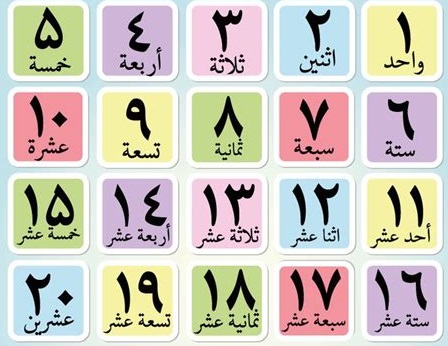 ١
واحد
٢
اثنين
٣
ثلاثة
٤
أربعة
۵
خمسة
٦
ستة
٧
سبعة
٨
ثمانية
٩
تسعة
١٠
عشرة
١١
أحد عشر
١٢
اثنا عشر
١٣
ثلاثة عشر
١٤
أربعة عشر
١۵
خمسة عشر
١٦
ستة عشر
١٧
سبعة عشر
١٨
ثمانية عشر
١٩
تسعة عشر
٢٠
عشرين